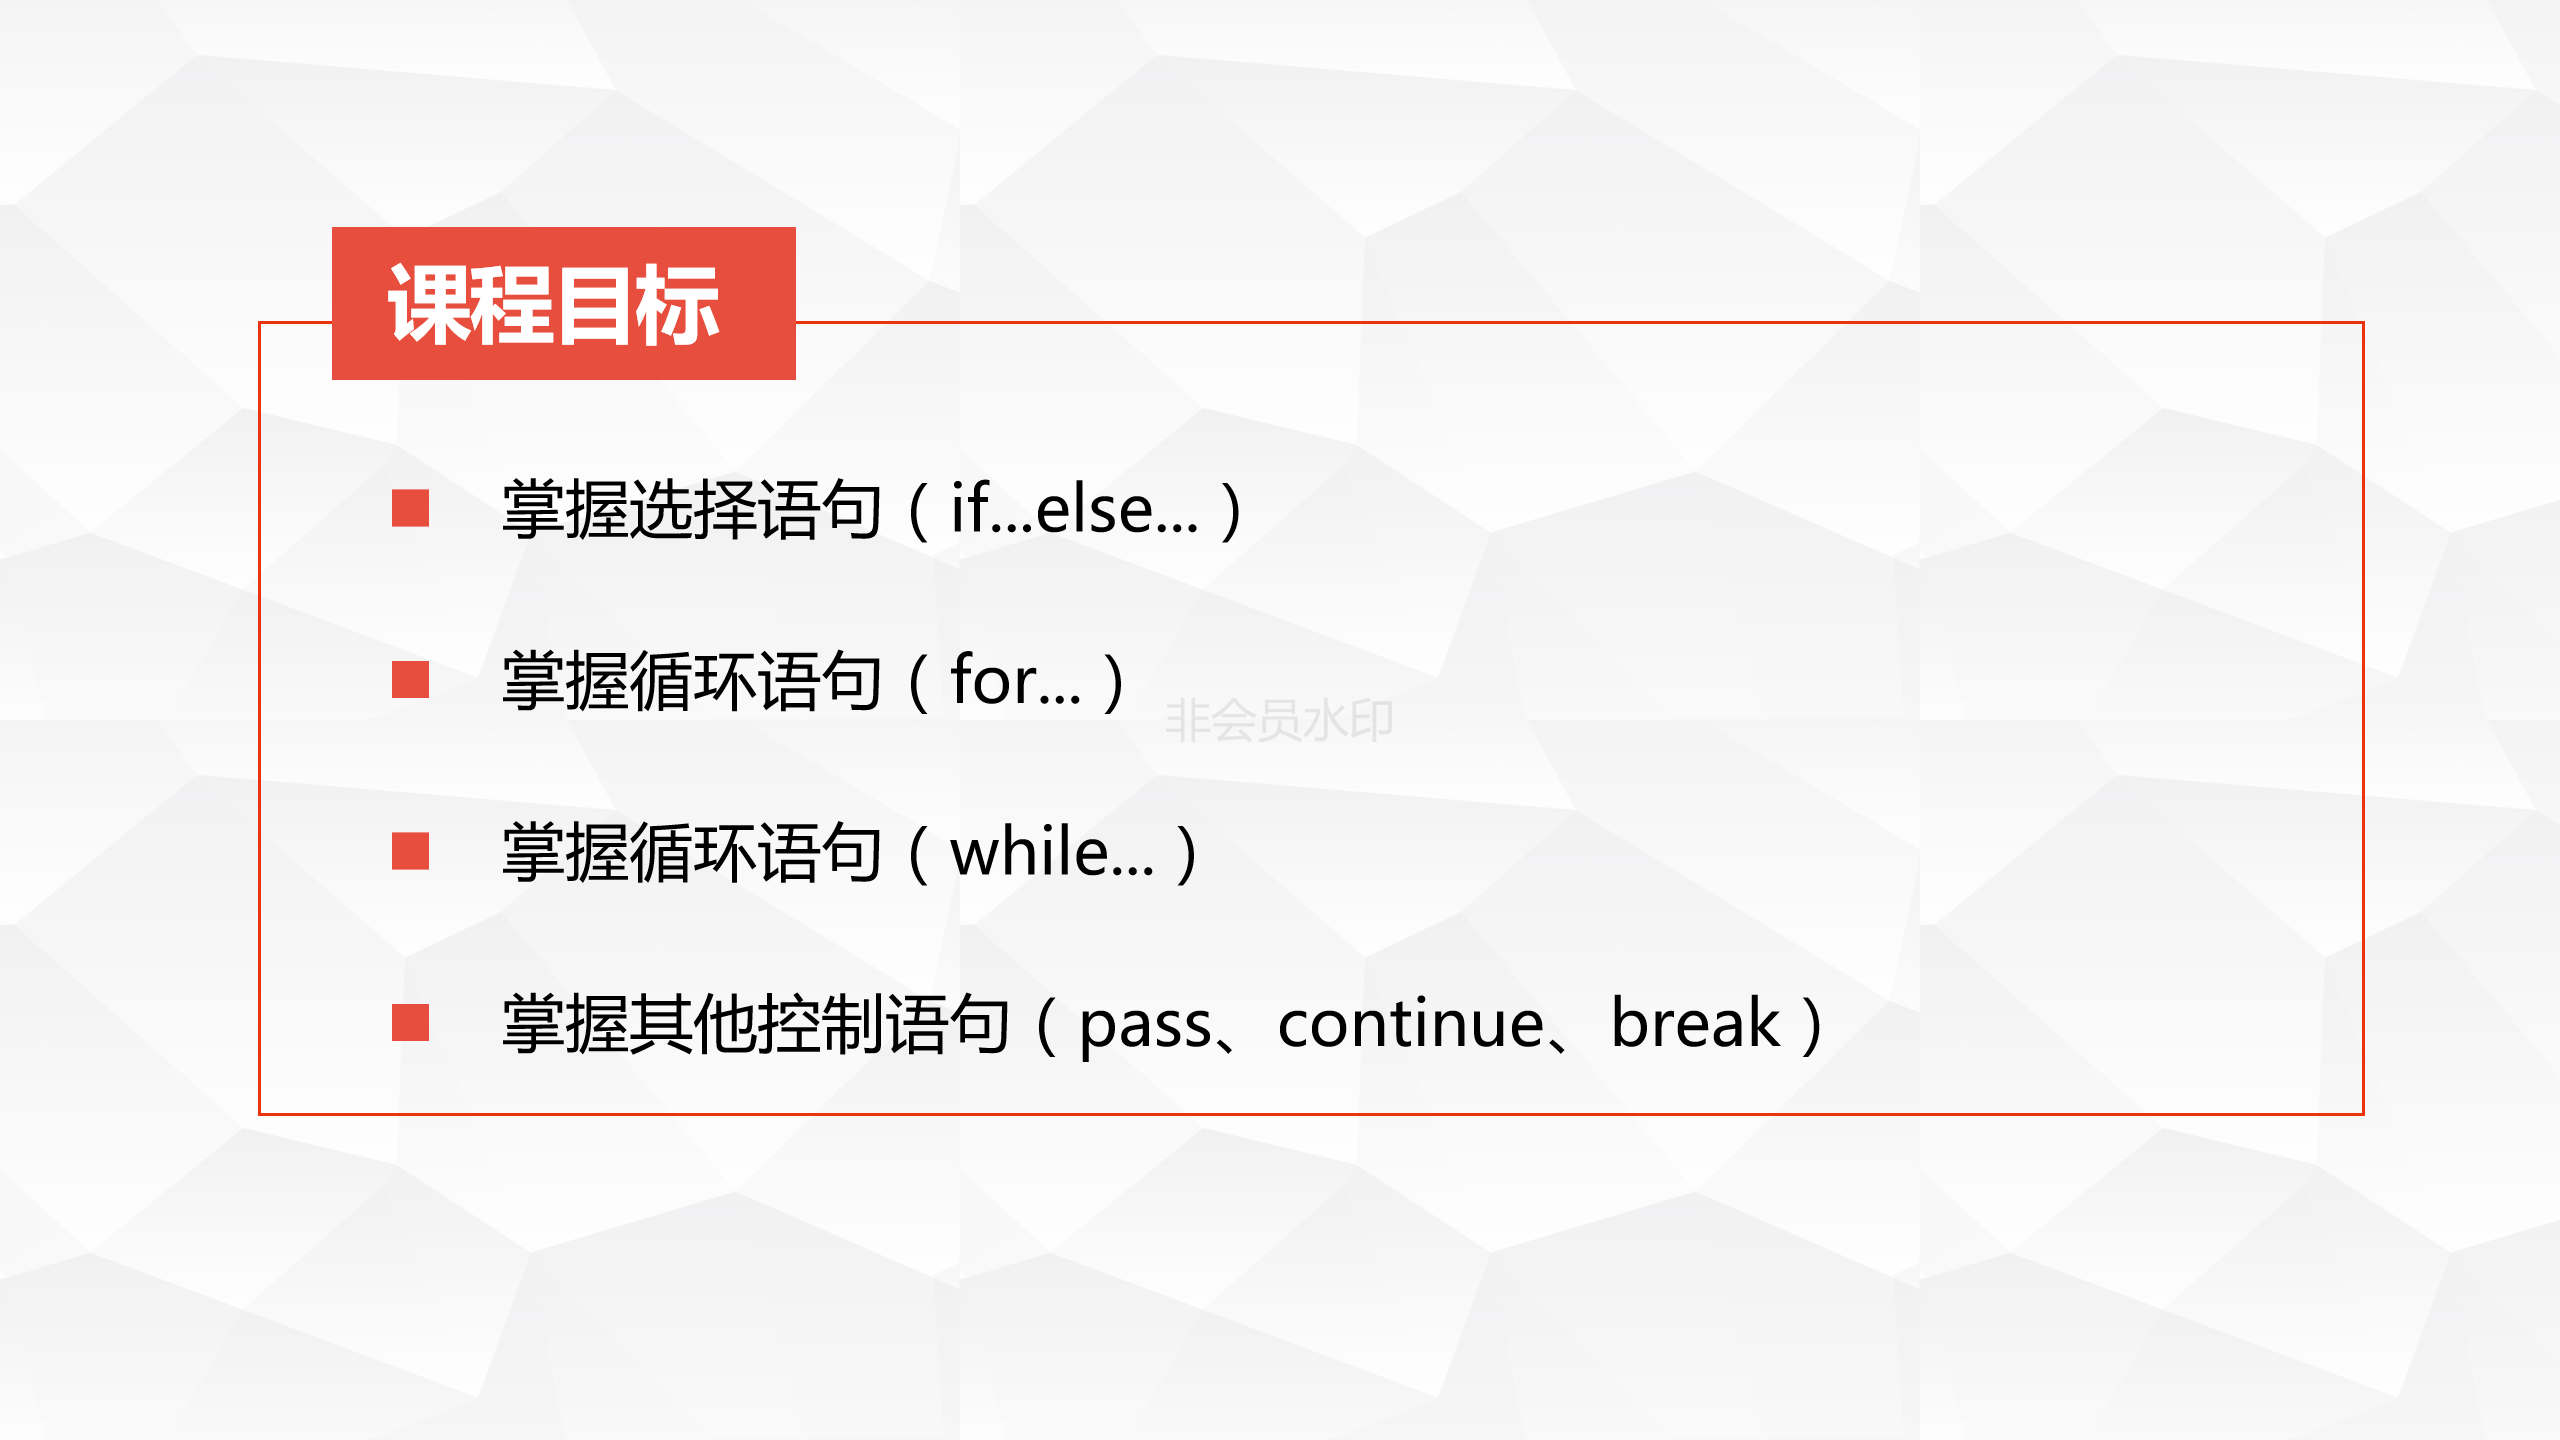 课程目标
掌握选择语句（if...else...）
掌握循环语句（for...）
非会员水印
掌握循环语句（while...）
掌握其他控制语句（pass、continue、break）